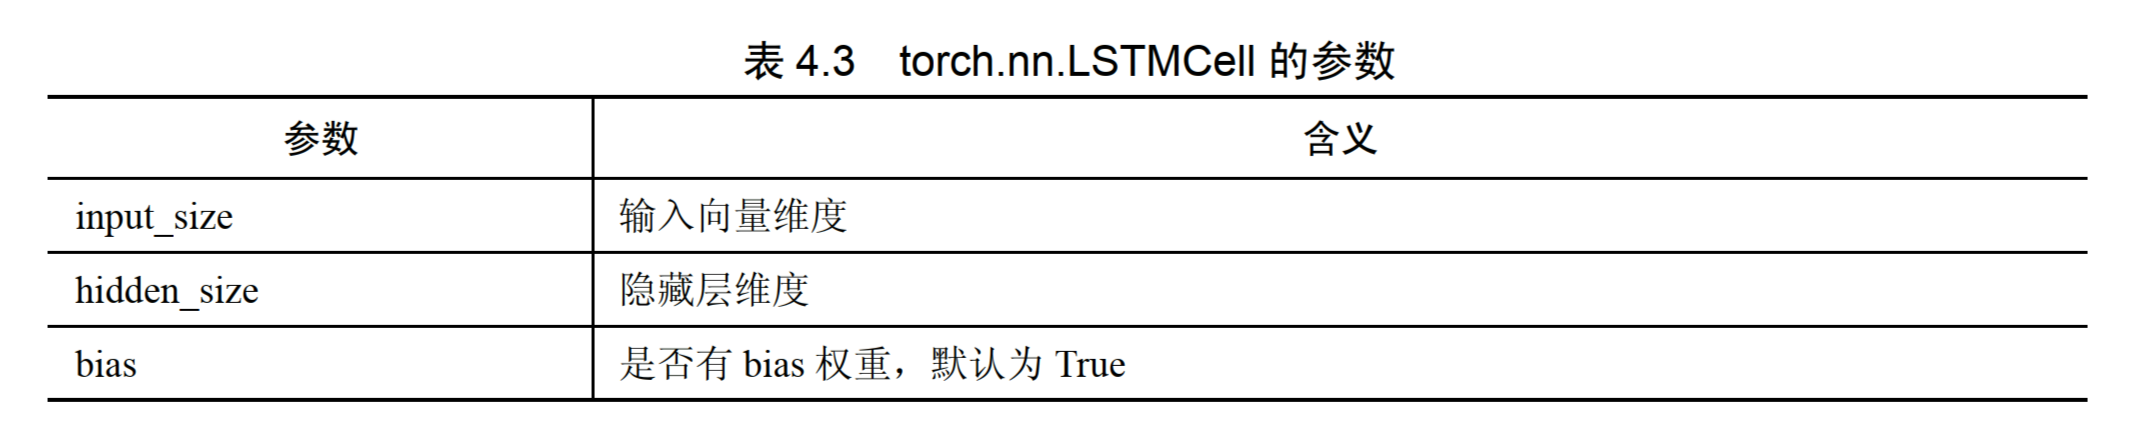 表 4.3 torch.nn.LSTMCell 的参数
参数 含义
input_size 输入向量维度
hidden_size 隐藏层维度
bias 是否有 bias 权重，默认为 True